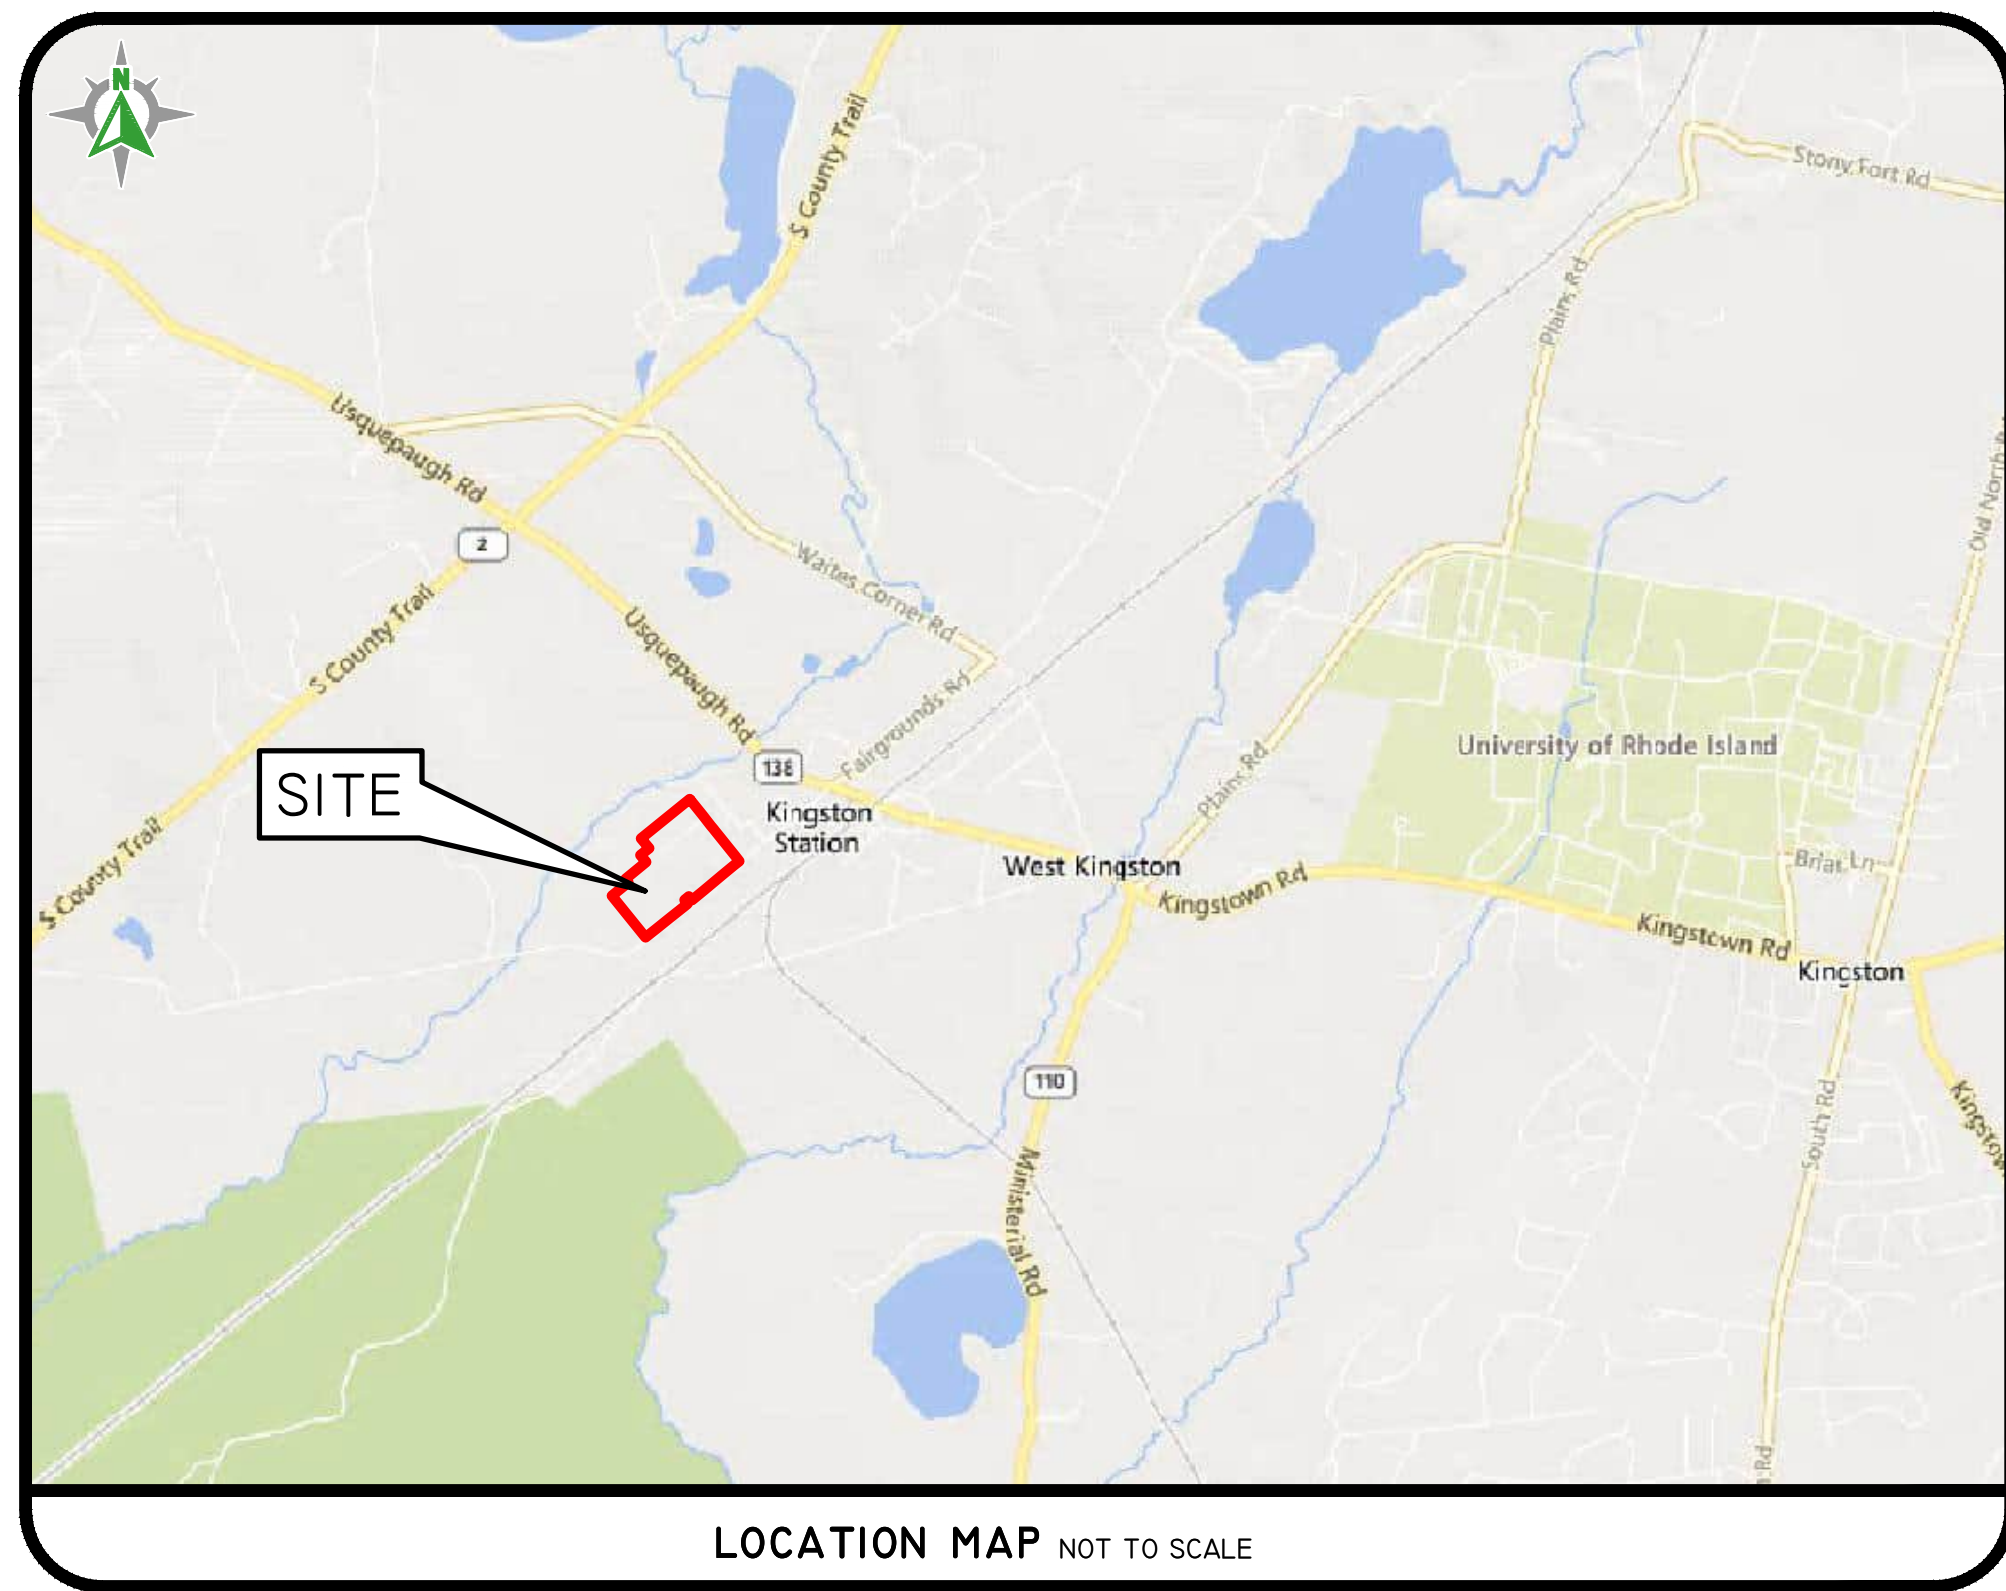 N
S County Trail
Stony Fort Rd
Plains Rd
Usquepaugh Rd
2
Waites Corner Rd
S County Trail
Usquepaugh Rd
Fairgrounds Rd
138
SITE
Kingston
Station
University of Rhode Island
Plains Rd
West Kingston
Kingstown Rd
Briar Ln
S County Trail
Kingstown Rd
Kingston
110
South Rd
Ministerial Rd
Rd
LOCATION MAP NOT TO SCALE